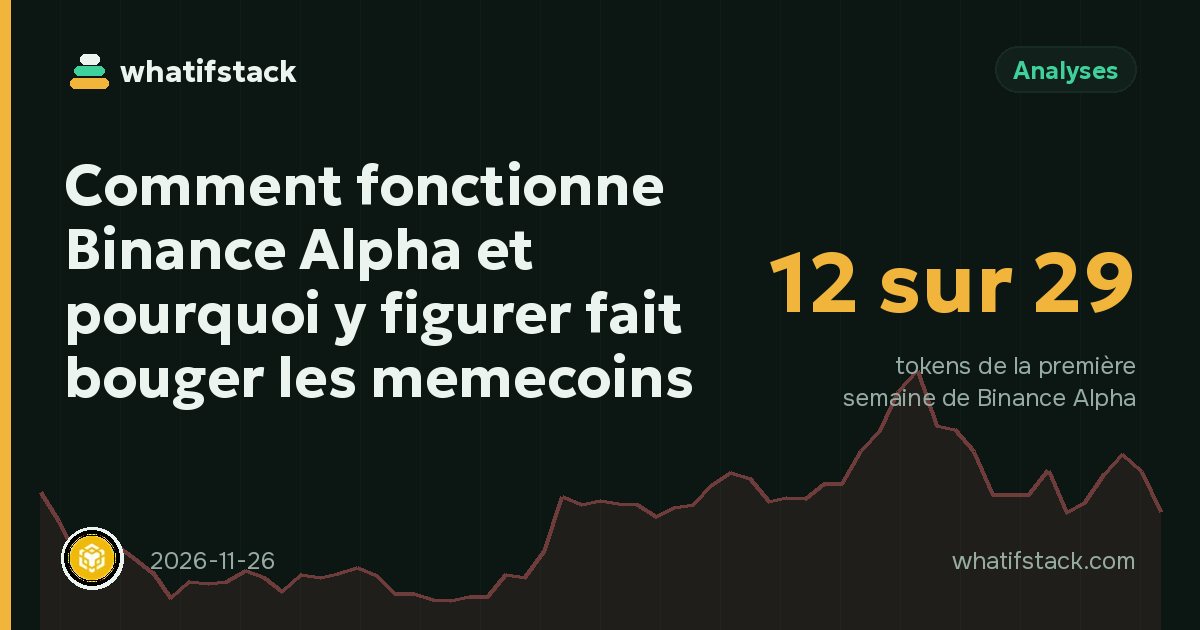 whatifstack
Analyses
Comment fonctionne
Binance Alpha et
pourquoi y figurer fait
bouger les memecoins
12 sur 29
tokens de la première
semaine de Binance Alpha
2026-11-26
whatifstack.com